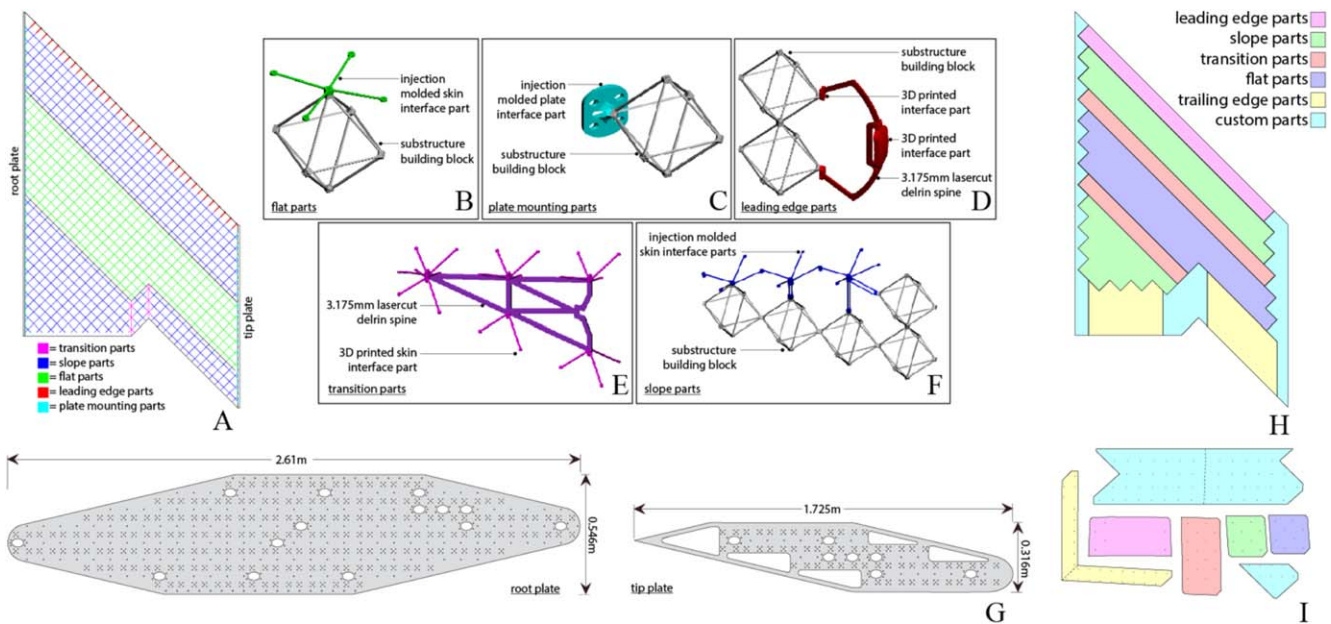 root plate
tip plate
= transition parts
= slope parts
= flat parts
= leading edge parts
= plate mounting parts
A
injection
molded skin
interface part
substructure
building block
flat parts
B
injection
molded plate
interface part
substructure
building block
plate mounting parts
C
substructure
building block
3D printed
interface part
3D printed
interface part
3.175mm lasercut
delrin spine
leading edge parts
D
3.175mm lasercut
delrin spine
3D printed skin
interface part
transition parts
E
injection molded
skin interface parts
substructure
building block
slope parts
F
leading edge parts
slope parts
transition parts
flat parts
trailing edge parts
custom parts
H
2.61m
0.546m
root plate
1.725m
0.316m
tip plate
G
I